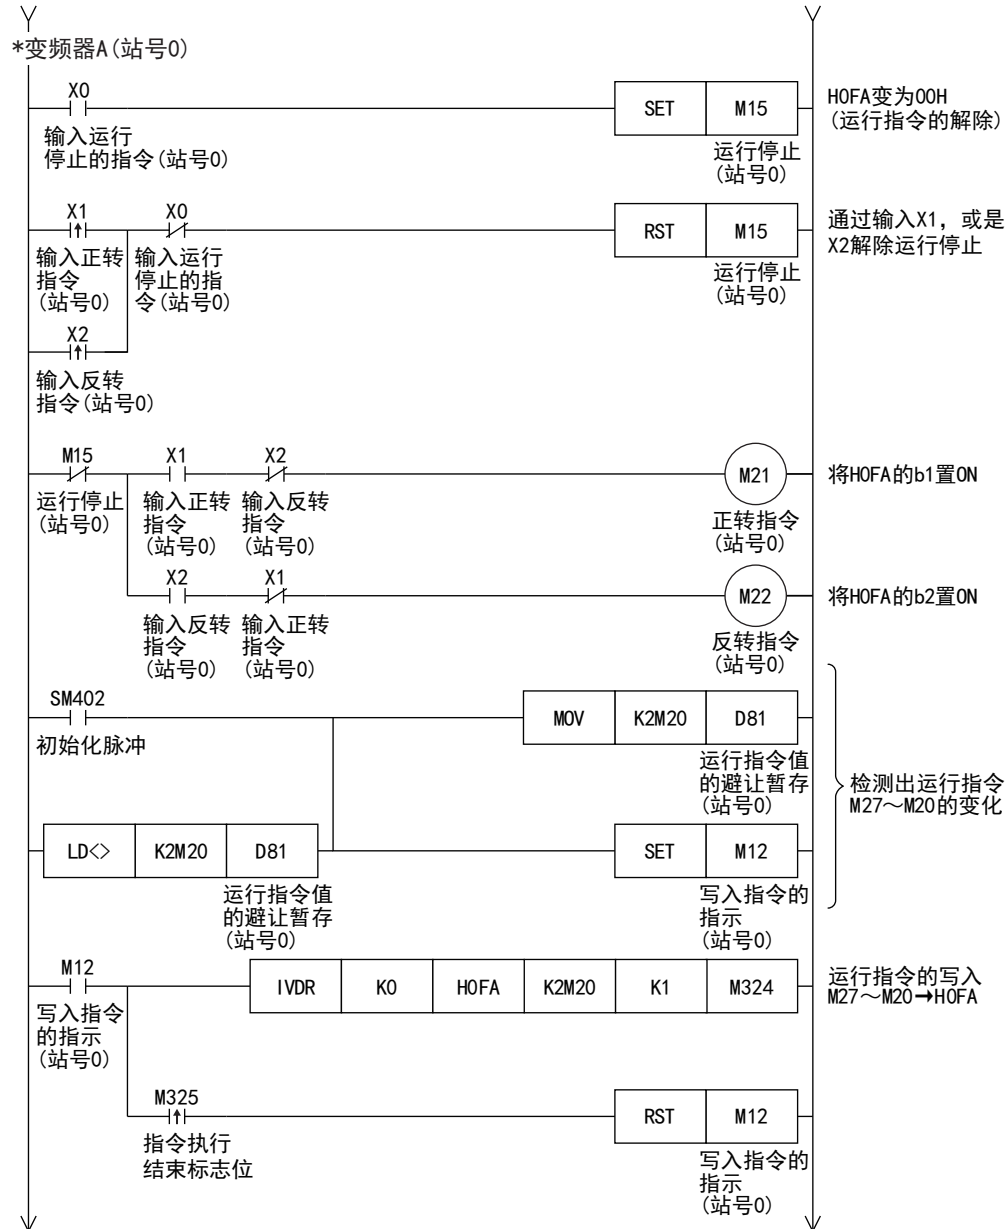 *变频器A(站号0)
X0
SET M15
H0FA变为00H
(运行指令的解除)
输入运行
停止的指令(站号0)
运行停止
(站号0)
X1 X0
RST M15
通过输入X1，或是
X2解除运行停止
输入正转
指令
(站号0)
输入运行
停止的指
令(站号0)
运行停止
(站号0)
X2
输入反转
指令(站号0)
M15 X1 X2
M21
将H0FA的b1置ON
运行停止
(站号0)
输入正转
指令
(站号0)
输入反转
指令
(站号0)
正转指令
(站号0)
X2 X1
M22
将H0FA的b2置ON
输入反转
指令
(站号0)
输入正转
指令
(站号0)
反转指令
(站号0)
SM402
MOV K2M20 D81
初始化脉冲
运行指令值
的避让暂存
(站号0)
检测出运行指令
M27～M20的变化
LD<> K2M20 D81
SET M12
运行指令值
的避让暂存
(站号0)
写入指令的
指示
(站号0)
M12
IVDR K0 H0FA K2M20 K1 M324
运行指令的写入
M27～M20→H0FA
写入指令
的指示
(站号0)
M325
RST M12
指令执行
结束标志位
写入指令的
指示
(站号0)